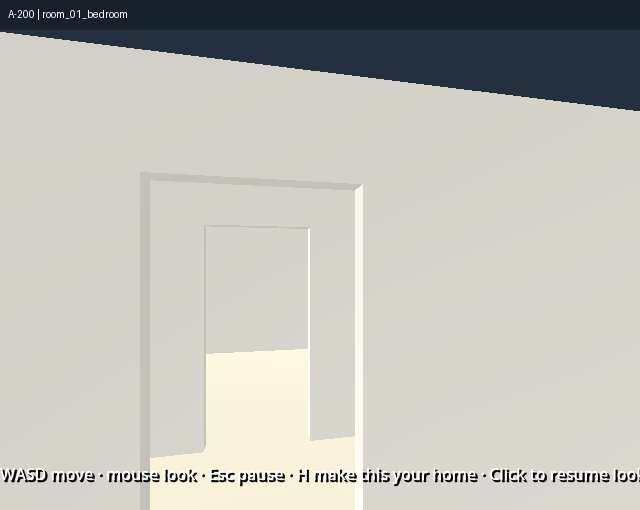 A-200 | room_01_bedroom
WASD move · mouse look · Esc pause · H make this your home · Click to resume